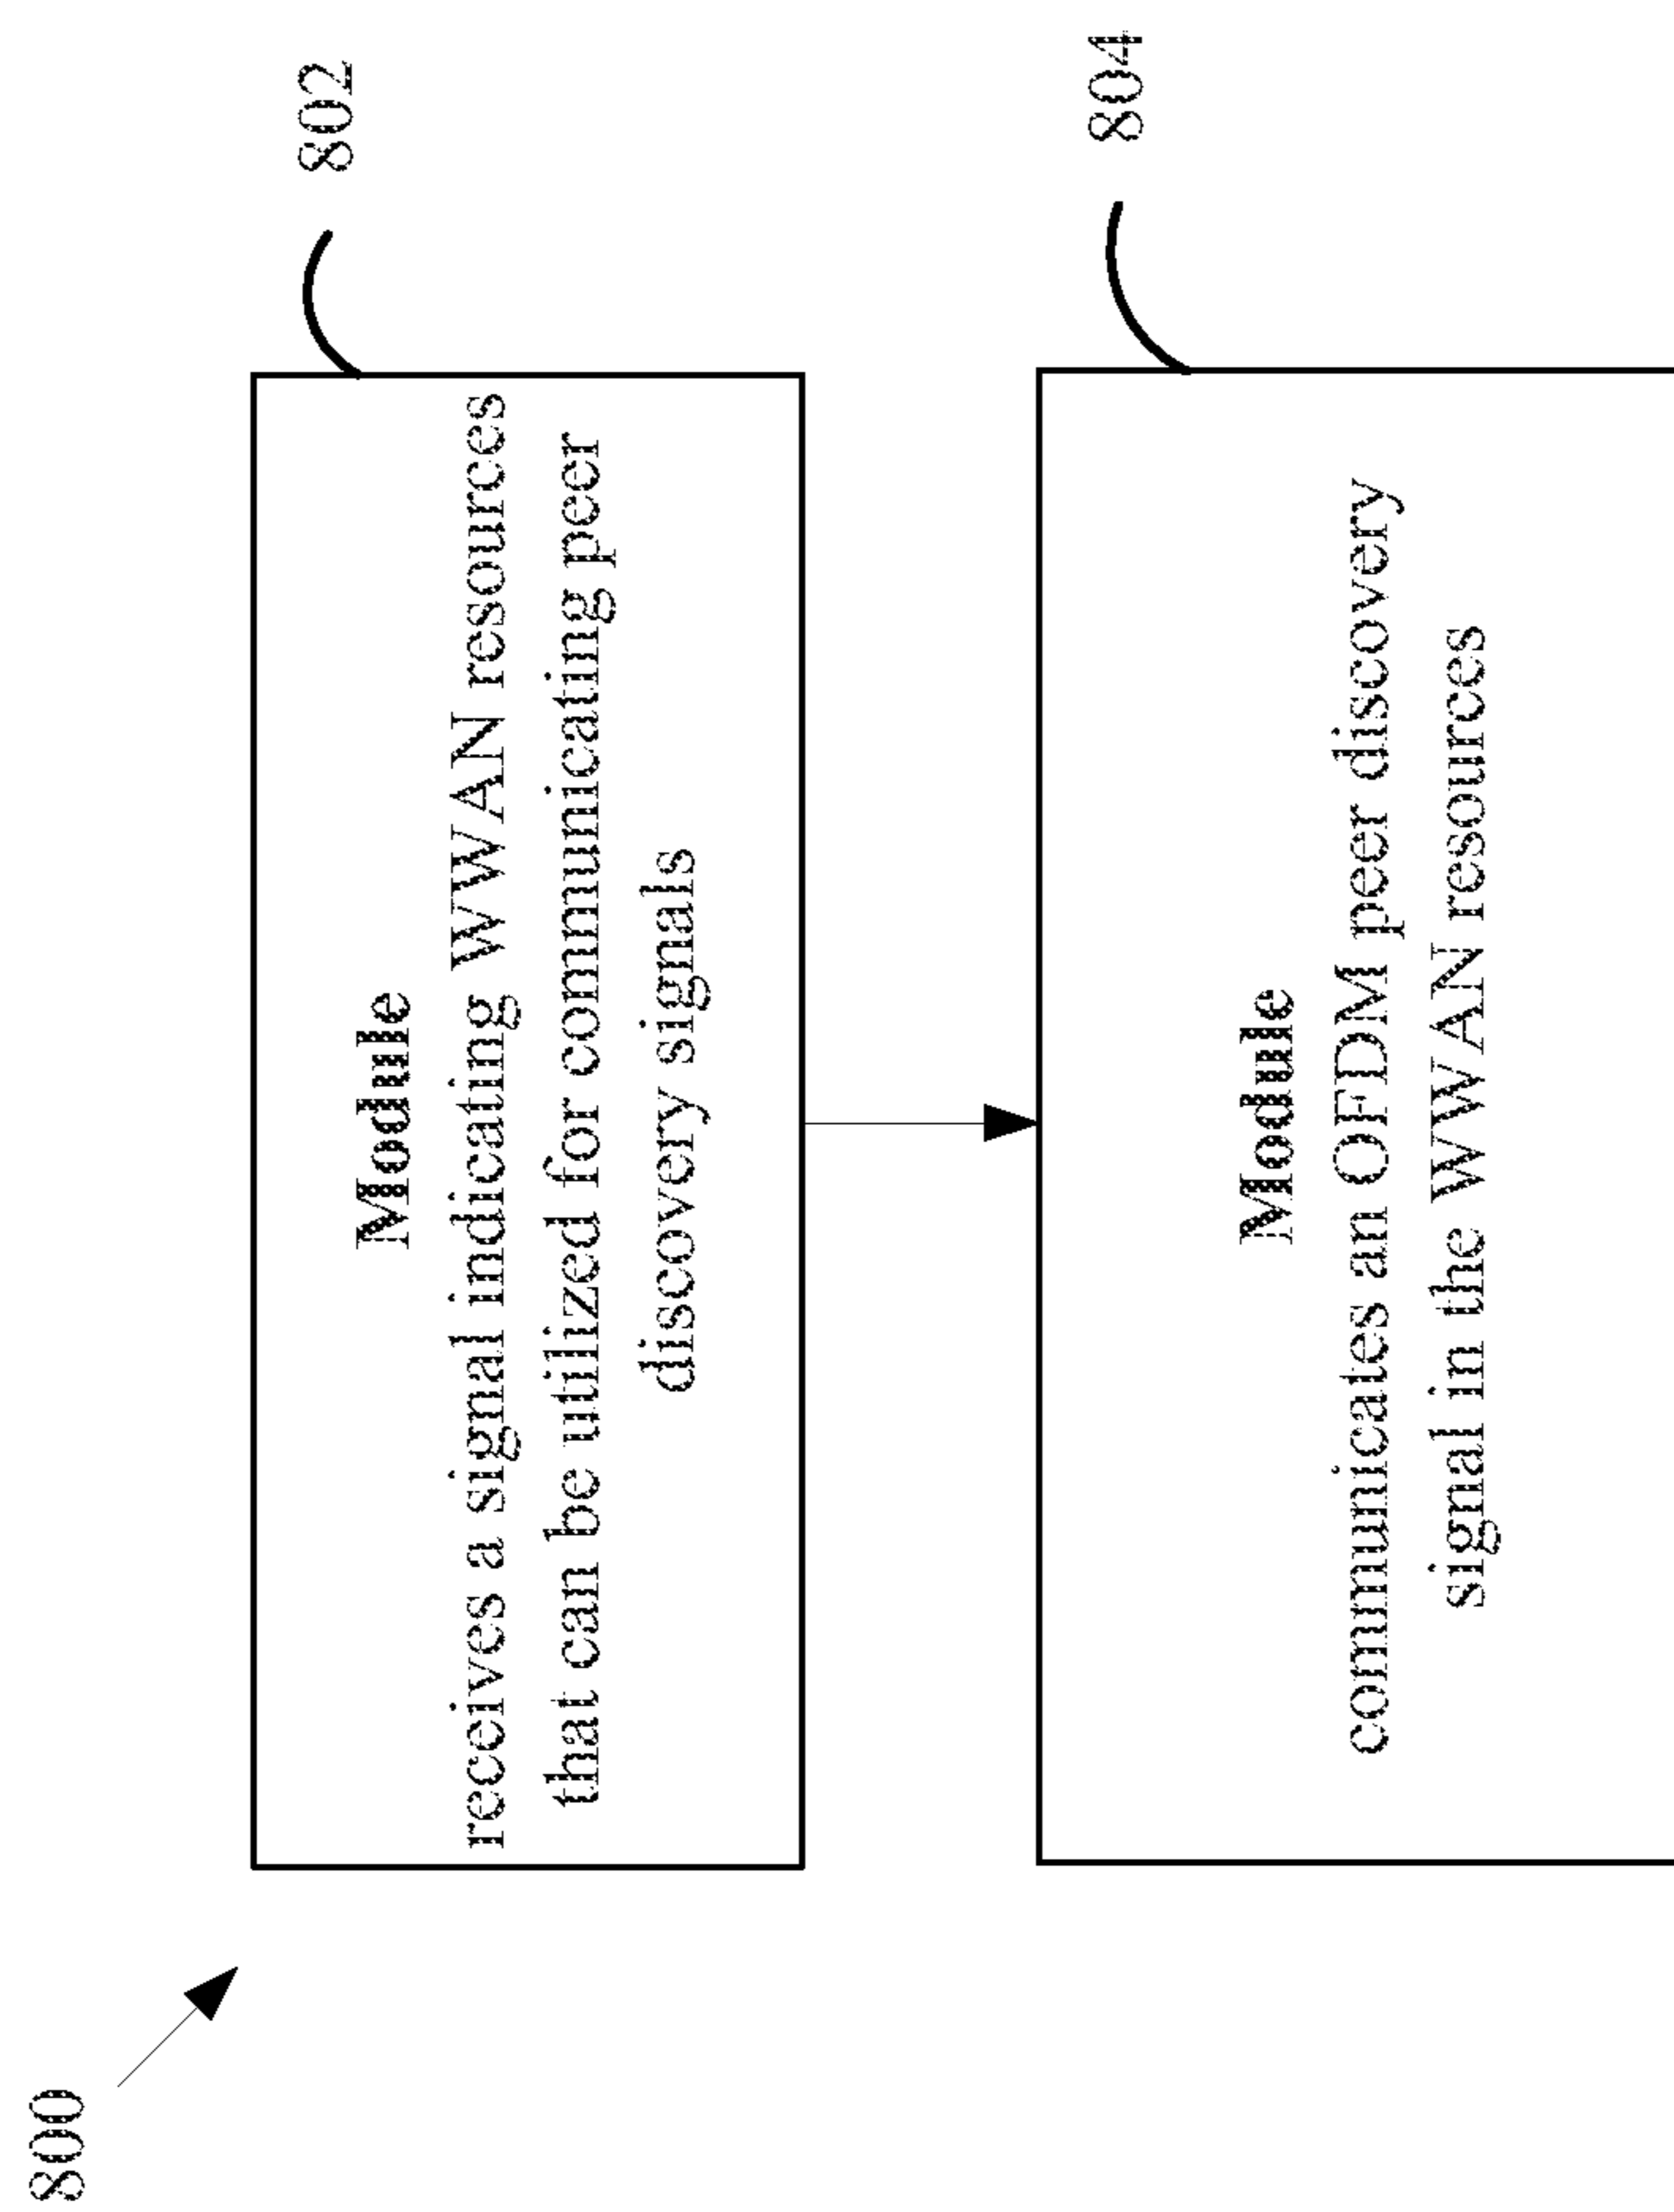 800
802
Module
receives a signal indicating WWAN resources
that can be utilized for communicating peer
discovery signals
804
Module
communicates an OFDM peer discovery
signal in the WWAN resources